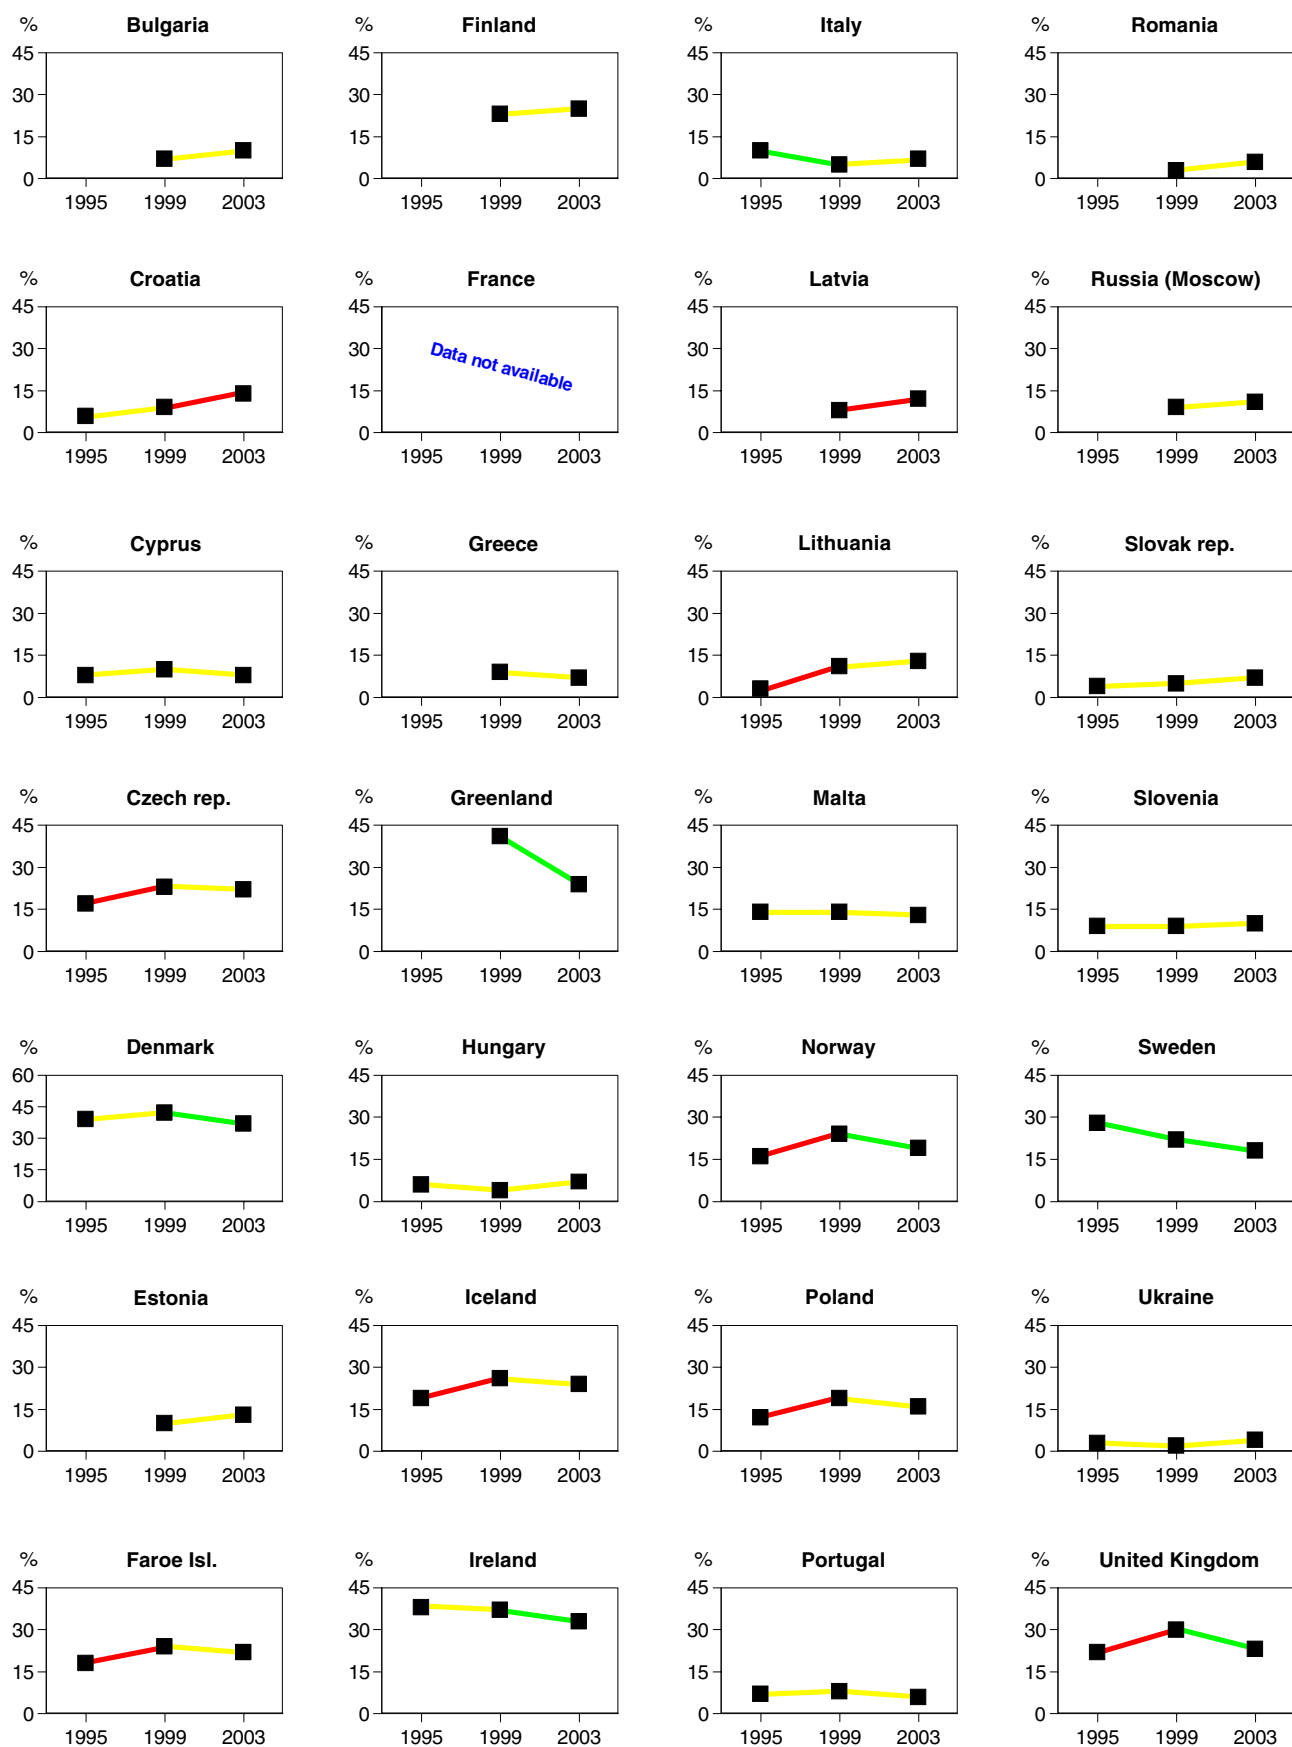 % Bulgaria % Finland % Italy % Romania
45 45 45 45
30 30 30 30
15 15 15 15
0 0 0 0
1995 1999 2003 1995 1999 2003 1995 1999 2003 1995 1999 2003
% Croatia % France % Latvia % Russia (Moscow)
45 45 45 45
30 30 30 30
Data not available
15 15 15 15
0 0 0 0
1995 1999 2003 1995 1999 2003 1995 1999 2003 1995 1999 2003
% Cyprus % Greece % Lithuania % Slovak rep.
45 45 45 45
30 30 30 30
15 15 15 15
0 0 0 0
1995 1999 2003 1995 1999 2003 1995 1999 2003 1995 1999 2003
% Czech rep. % Greenland % Malta % Slovenia
45 45 45 45
30 30 30 30
15 15 15 15
0 0 0 0
1995 1999 2003 1995 1999 2003 1995 1999 2003 1995 1999 2003
% Denmark % Hungary % Norway % Sweden
60 45 45 45
45
30 30 30 30
15 15 15 15
0 0 0 0
1995 1999 2003 1995 1999 2003 1995 1999 2003 1995 1999 2003
% Estonia % Iceland % Poland % Ukraine
45 45 45 45
30 30 30 30
15 15 15 15
0 0 0 0
1995 1999 2003 1995 1999 2003 1995 1999 2003 1995 1999 2003
% Faroe Isl. % Ireland % Portugal % United Kingdom
45 45 45 45
30 30 30 30
15 15 15 15
0 0 0 0
1995 1999 2003 1995 1999 2003 1995 1999 2003 1995 1999 2003